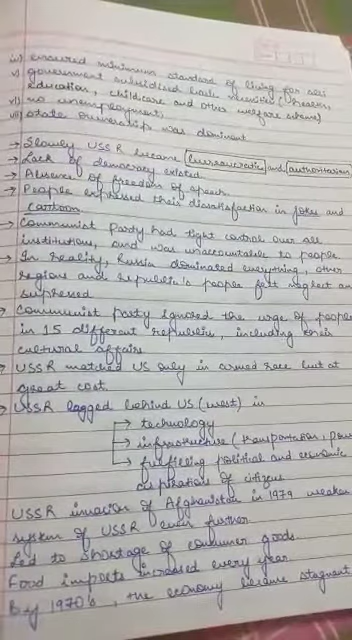 iv) ensured minimum standard of living for all
v) government subsidised basic necessities (health,
education, childcare and other welfare scheme)
vi) no unemployment
vii) state ownership was dominant
→ Slowly USSR became bureaucratic and authoritarian
→ Lack of democracy existed
→ Absence of freedom of speech
→ People expressed their dissatisfaction in jokes and
cartoon.
→ Communist Party had tight control over all
institutions, and was unaccountable to people
→ In reality, Russia dominated everything, other
regions and republic's people felt neglect and
supressed
→ Communist party ignored the urge of people
in 15 different republics, including their
cultural affairs
→ USSR matched US only in armed race but at
great cost
→ USSR lagged behind US (west) in
→ technology
→ infrastructure (transportation, pow
→ fulfilling political and economic
aspirations of citizens
USSR invasion of Afghanistan in 1979 weaken
system of USSR even further
Led to shortage of consumer goods
Food imports increased every year
By 1970's, the economy became stagnant